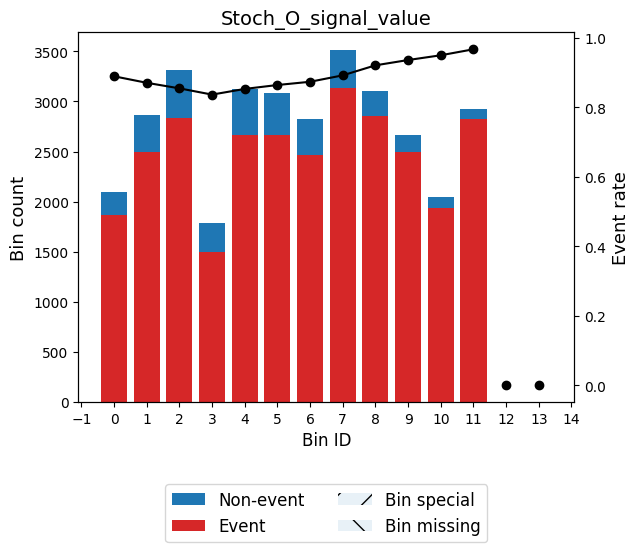 Stoch_O_signal_value
3500
3000
2500
2000
1500
1000
500
0
Bin count
1.0
0.8
0.6
0.4
0.2
0.0
Event rate
−1 0 1 2 3 4 5 6 7 8 9 10 11 12 13 14
Bin ID
Non-event Bin special
Event Bin missing